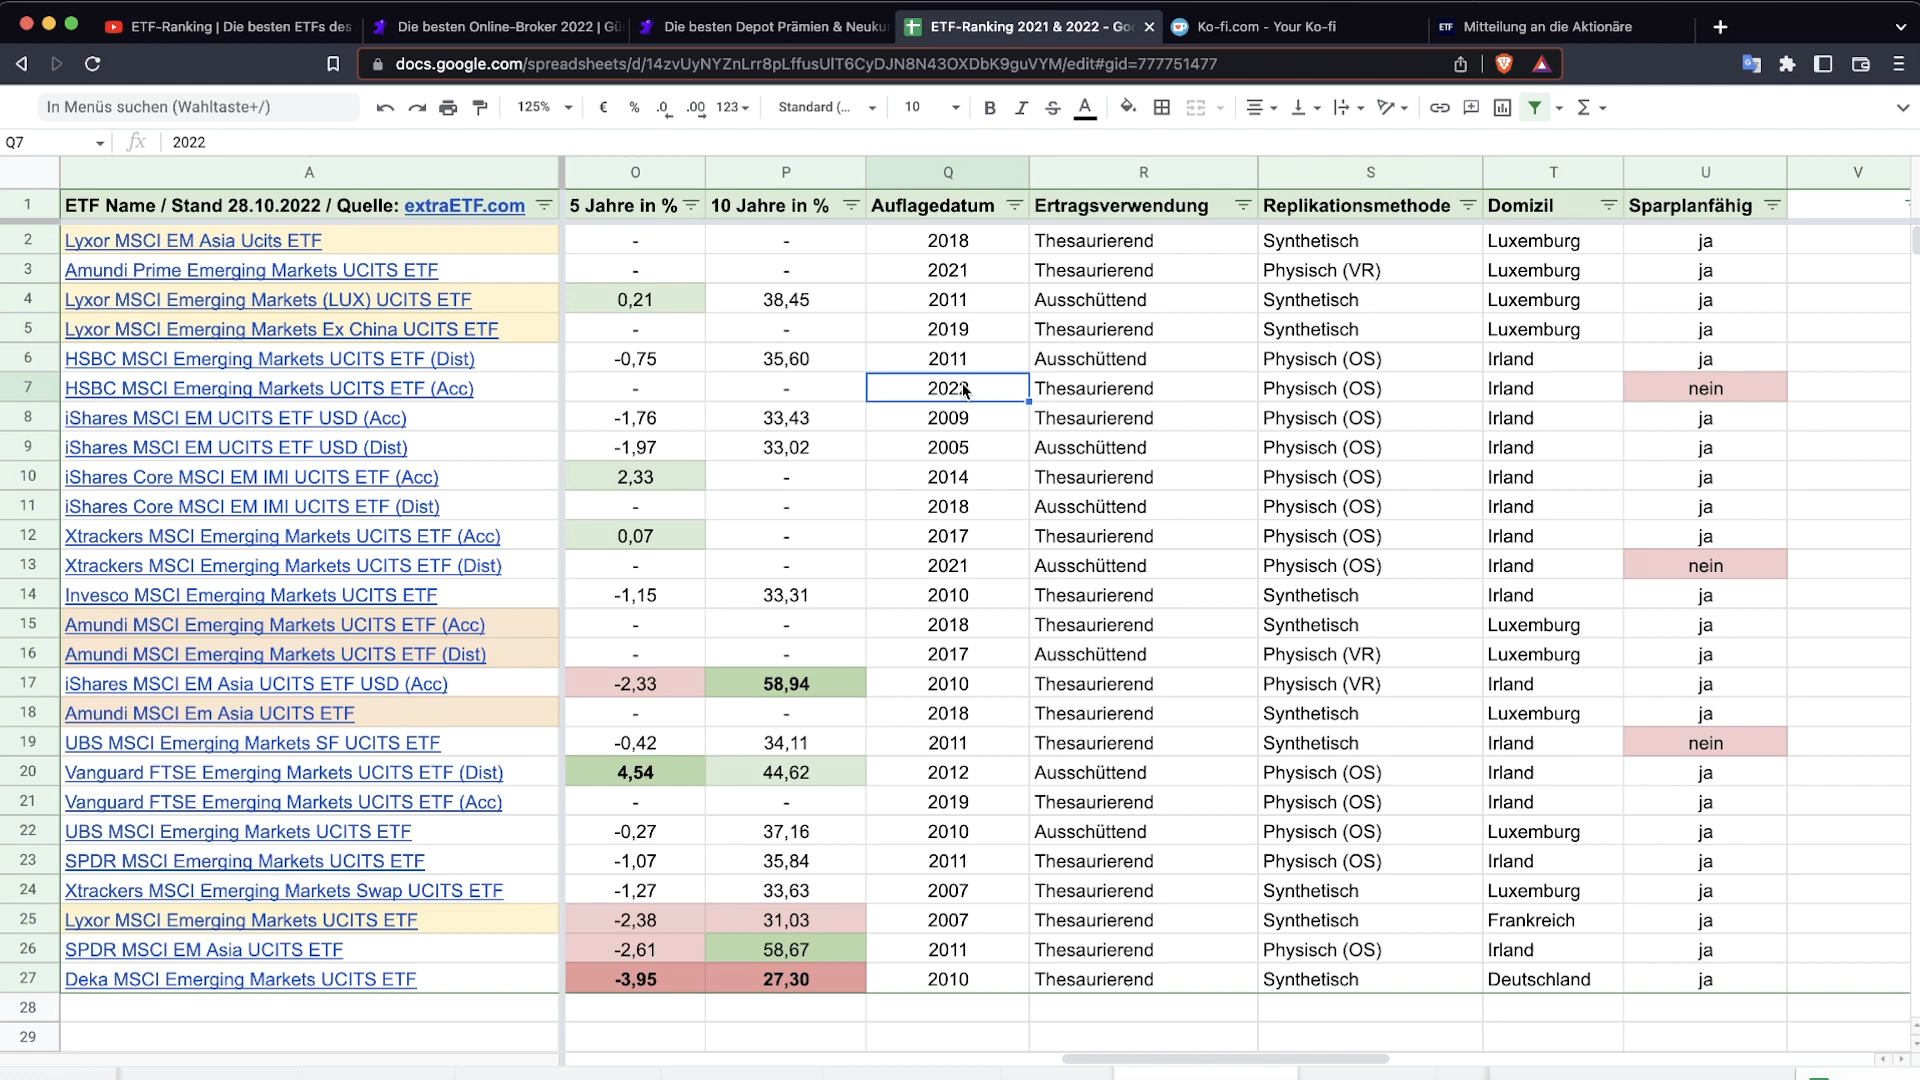 ETF-Ranking | Die besten ETFs des
Die besten Online-Broker 2022 | Gü
Die besten Depot Prämien & Neuku
ETF-Ranking 2021 & 2022 - Go
Ko-fi.com - Your Ko-fi
ETF Mitteilung an die Aktionäre
docs.google.com/spreadsheets/d/14zvUyNYZnLrr8pLffusUIT6CyDJN8N43OXDbK9guVYM/edit#gid=777751477
In Menüs suchen (Wahltaste+/) 125% € % .0 .00 123 Standard (... 10 B I S A Σ
Q7 fx 2022
A O P Q R S T U V
1 ETF Name / Stand 28.10.2022 / Quelle: extraETF.com 5 Jahre in % 10 Jahre in % Auflagedatum Ertragsverwendung Replikationsmethode Domizil Sparplanfähig
2 Lyxor MSCI EM Asia Ucits ETF - - 2018 Thesaurierend Synthetisch Luxemburg ja
3 Amundi Prime Emerging Markets UCITS ETF - - 2021 Thesaurierend Physisch (VR) Luxemburg ja
4 Lyxor MSCI Emerging Markets (LUX) UCITS ETF 0,21 38,45 2011 Ausschüttend Synthetisch Luxemburg ja
5 Lyxor MSCI Emerging Markets Ex China UCITS ETF - - 2019 Thesaurierend Synthetisch Luxemburg ja
6 HSBC MSCI Emerging Markets UCITS ETF (Dist) -0,75 35,60 2011 Ausschüttend Physisch (OS) Irland ja
7 HSBC MSCI Emerging Markets UCITS ETF (Acc) - - 2022 Thesaurierend Physisch (OS) Irland nein
8 iShares MSCI EM UCITS ETF USD (Acc) -1,76 33,43 2009 Thesaurierend Physisch (OS) Irland ja
9 iShares MSCI EM UCITS ETF USD (Dist) -1,97 33,02 2005 Ausschüttend Physisch (OS) Irland ja
10 iShares Core MSCI EM IMI UCITS ETF (Acc) 2,33 - 2014 Thesaurierend Physisch (OS) Irland ja
11 iShares Core MSCI EM IMI UCITS ETF (Dist) - - 2018 Ausschüttend Physisch (OS) Irland ja
12 Xtrackers MSCI Emerging Markets UCITS ETF (Acc) 0,07 - 2017 Thesaurierend Physisch (OS) Irland ja
13 Xtrackers MSCI Emerging Markets UCITS ETF (Dist) - - 2021 Ausschüttend Physisch (OS) Irland nein
14 Invesco MSCI Emerging Markets UCITS ETF -1,15 33,31 2010 Thesaurierend Synthetisch Irland ja
15 Amundi MSCI Emerging Markets UCITS ETF (Acc) - - 2018 Thesaurierend Synthetisch Luxemburg ja
16 Amundi MSCI Emerging Markets UCITS ETF (Dist) - - 2017 Ausschüttend Physisch (VR) Luxemburg ja
17 iShares MSCI EM Asia UCITS ETF USD (Acc) -2,33 58,94 2010 Thesaurierend Physisch (VR) Irland ja
18 Amundi MSCI Em Asia UCITS ETF - - 2018 Thesaurierend Synthetisch Luxemburg ja
19 UBS MSCI Emerging Markets SF UCITS ETF -0,42 34,11 2011 Thesaurierend Synthetisch Irland nein
20 Vanguard FTSE Emerging Markets UCITS ETF (Dist) 4,54 44,62 2012 Ausschüttend Physisch (OS) Irland ja
21 Vanguard FTSE Emerging Markets UCITS ETF (Acc) - - 2019 Thesaurierend Physisch (OS) Irland ja
22 UBS MSCI Emerging Markets UCITS ETF -0,27 37,16 2010 Ausschüttend Physisch (OS) Luxemburg ja
23 SPDR MSCI Emerging Markets UCITS ETF -1,07 35,84 2011 Thesaurierend Physisch (OS) Irland ja
24 Xtrackers MSCI Emerging Markets Swap UCITS ETF -1,27 33,63 2007 Thesaurierend Synthetisch Luxemburg ja
25 Lyxor MSCI Emerging Markets UCITS ETF -2,38 31,03 2007 Thesaurierend Synthetisch Frankreich ja
26 SPDR MSCI EM Asia UCITS ETF -2,61 58,67 2011 Thesaurierend Physisch (OS) Irland ja
27 Deka MSCI Emerging Markets UCITS ETF -3,95 27,30 2010 Thesaurierend Synthetisch Deutschland ja
28
29